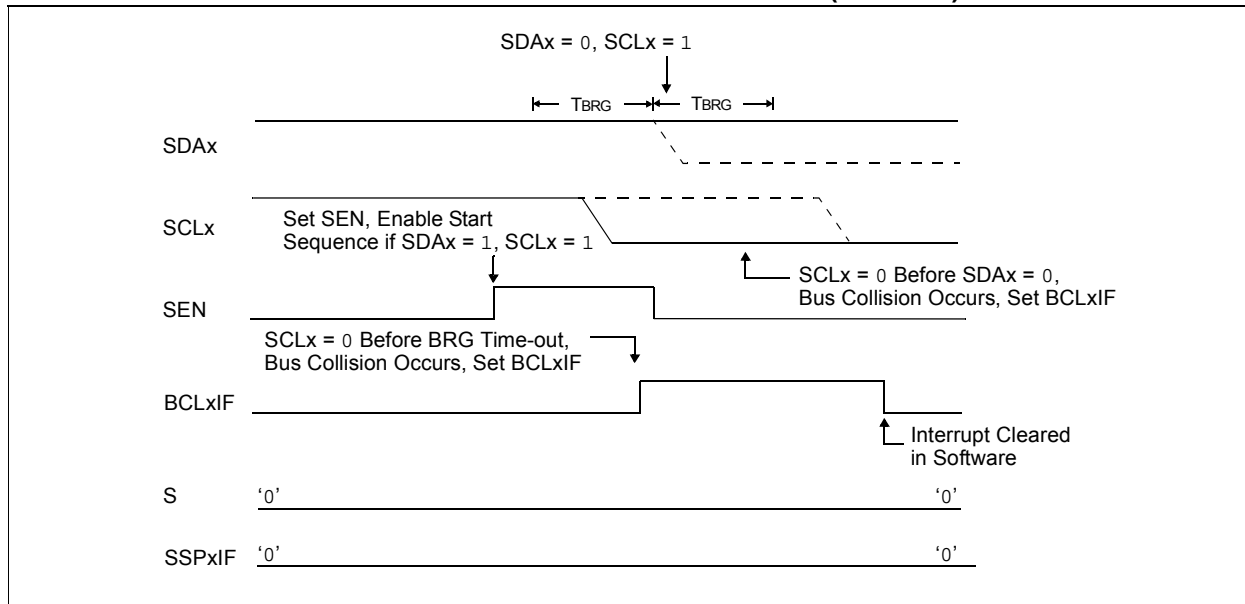 SDAx = 0, SCLx = 1
TBRG TBRG
SDAx
SCLx
Set SEN, Enable Start
Sequence if SDAx = 1, SCLx = 1
SCLx = 0 Before SDAx = 0,
Bus Collision Occurs, Set BCLxIF
SEN
SCLx = 0 Before BRG Time-out,
Bus Collision Occurs, Set BCLxIF
BCLxIF
Interrupt Cleared
in Software
S ‘0’ ‘0’
SSPxIF ‘0’ ‘0’